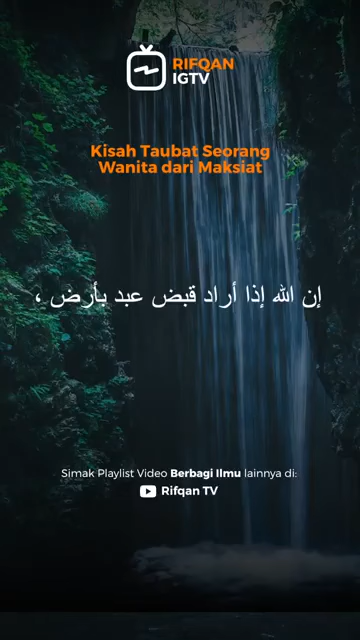 RIFQAN
IGTV
Kisah Taubat Seorang
Wanita dari Maksiat
إن الله إذا أراد قبض عبد بأرض ،
Simak Playlist Video Berbagi Ilmu lainnya di:
Rifqan TV